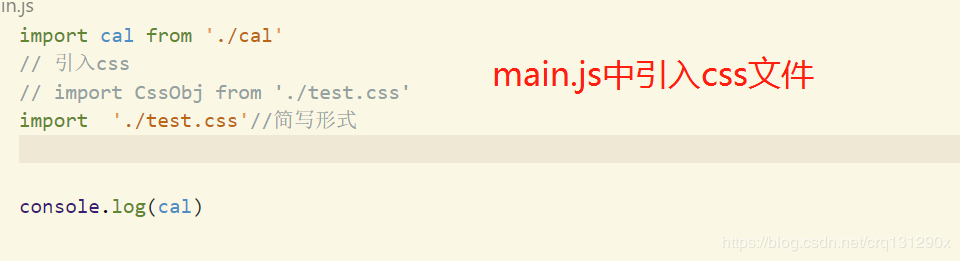 in.js
import cal from './cal'
// 引入css
// import CssObj from './test.css'
import  './test.css'//简写形式
main.js中引入css文件
console.log(cal)
https://blog.csdn.net/crq131290x